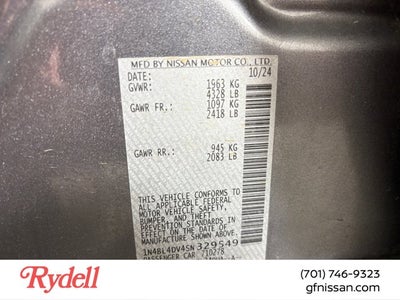 MFD BY NISSAN MOTOR CO., LTD.
DATE: 10/24
GVWR: 1963 KG
4328 LB
GAWR FR.: 1097 KG
2418 LB
GAWR RR.: 945 KG
2083 LB
THIS VEHICLE CONFORMS
TO ALL APPLICABLE FEDERAL
MOTOR VEHICLE SAFETY,
BUMPER, AND THEFT
PREVENTION STANDARDS
IN EFFECT ON THE DATE OF
MANUFACTURE SHOWN ABOVE.
1N4BL4DV4SN329549
PASSENGER CAR 710278
Rydell
(701) 746-9323
gfnissan.com